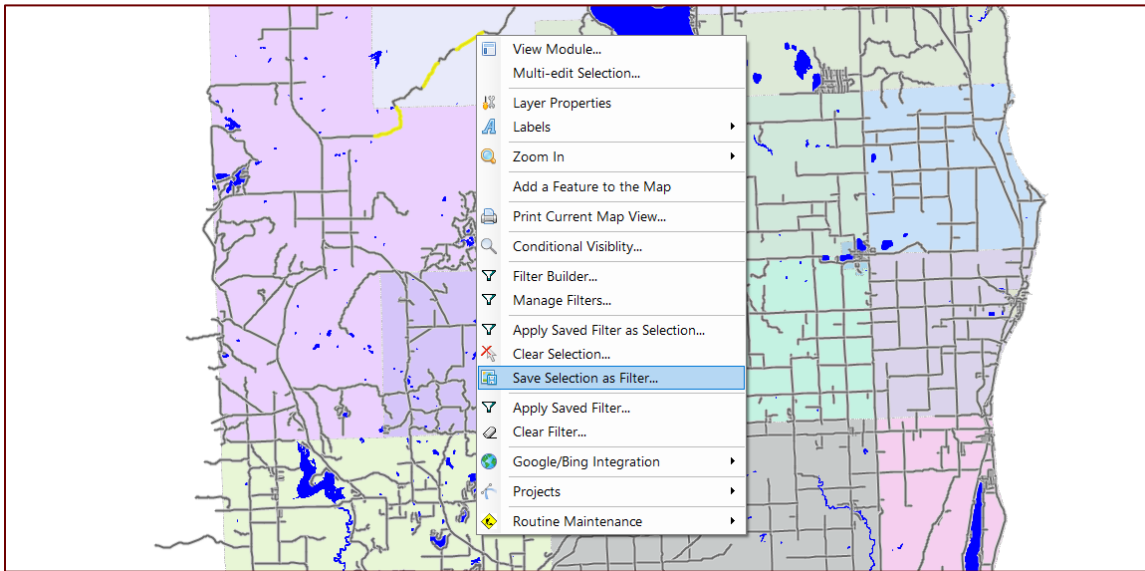 View Module...
Multi-edit Selection...
Layer Properties
Labels
Zoom In
Add a Feature to the Map
Print Current Map View...
Conditional Visiblity...
Filter Builder...
Manage Filters...
Apply Saved Filter as Selection...
Clear Selection...
Save Selection as Filter...
Apply Saved Filter...
Clear Filter...
Google/Bing Integration
Projects
Routine Maintenance